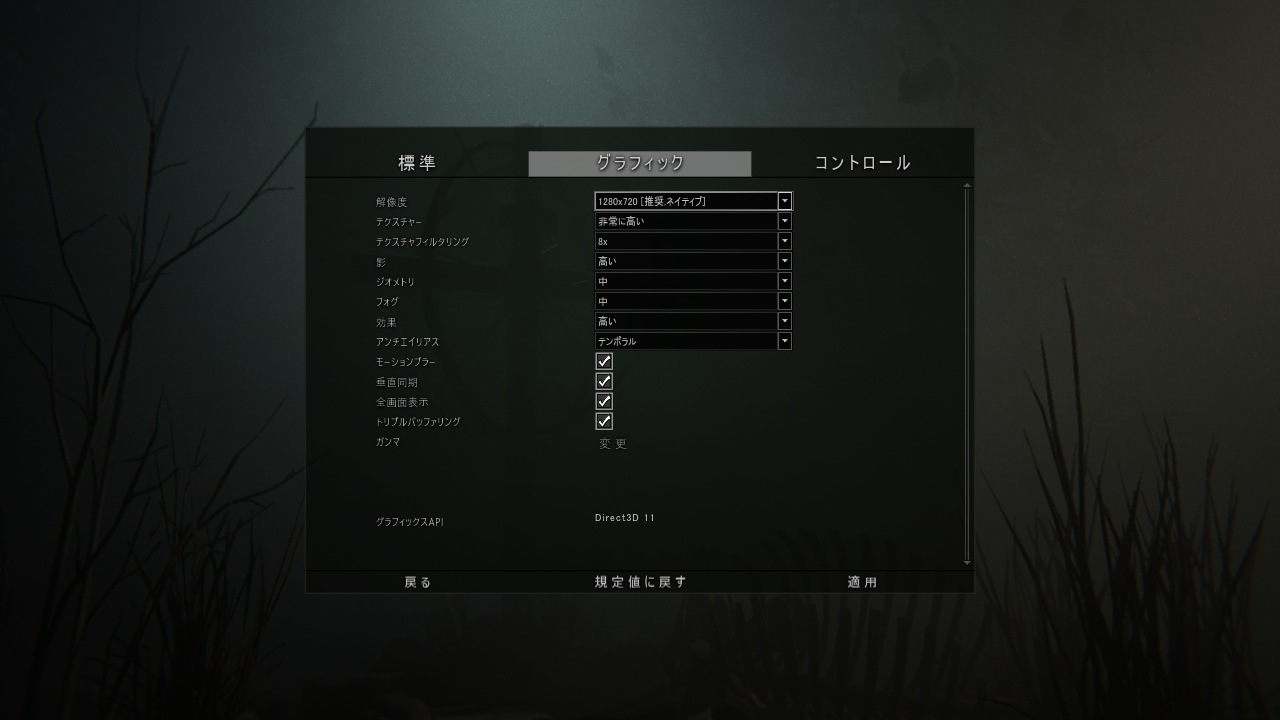 標準 グラフィック コントロール
解像度 1280x720 [推奨,ネイティブ]
テクスチャー 非常に高い
テクスチャフィルタリング 8x
影 高い
ジオメトリ 中
フォグ 中
効果 高い
アンチエイリアス テンポラル
モーションブラー
垂直同期
全画面表示
トリプルバッファリング
ガンマ 変更
グラフィックスAPI Direct3D 11
戻る 規定値に戻す 適用